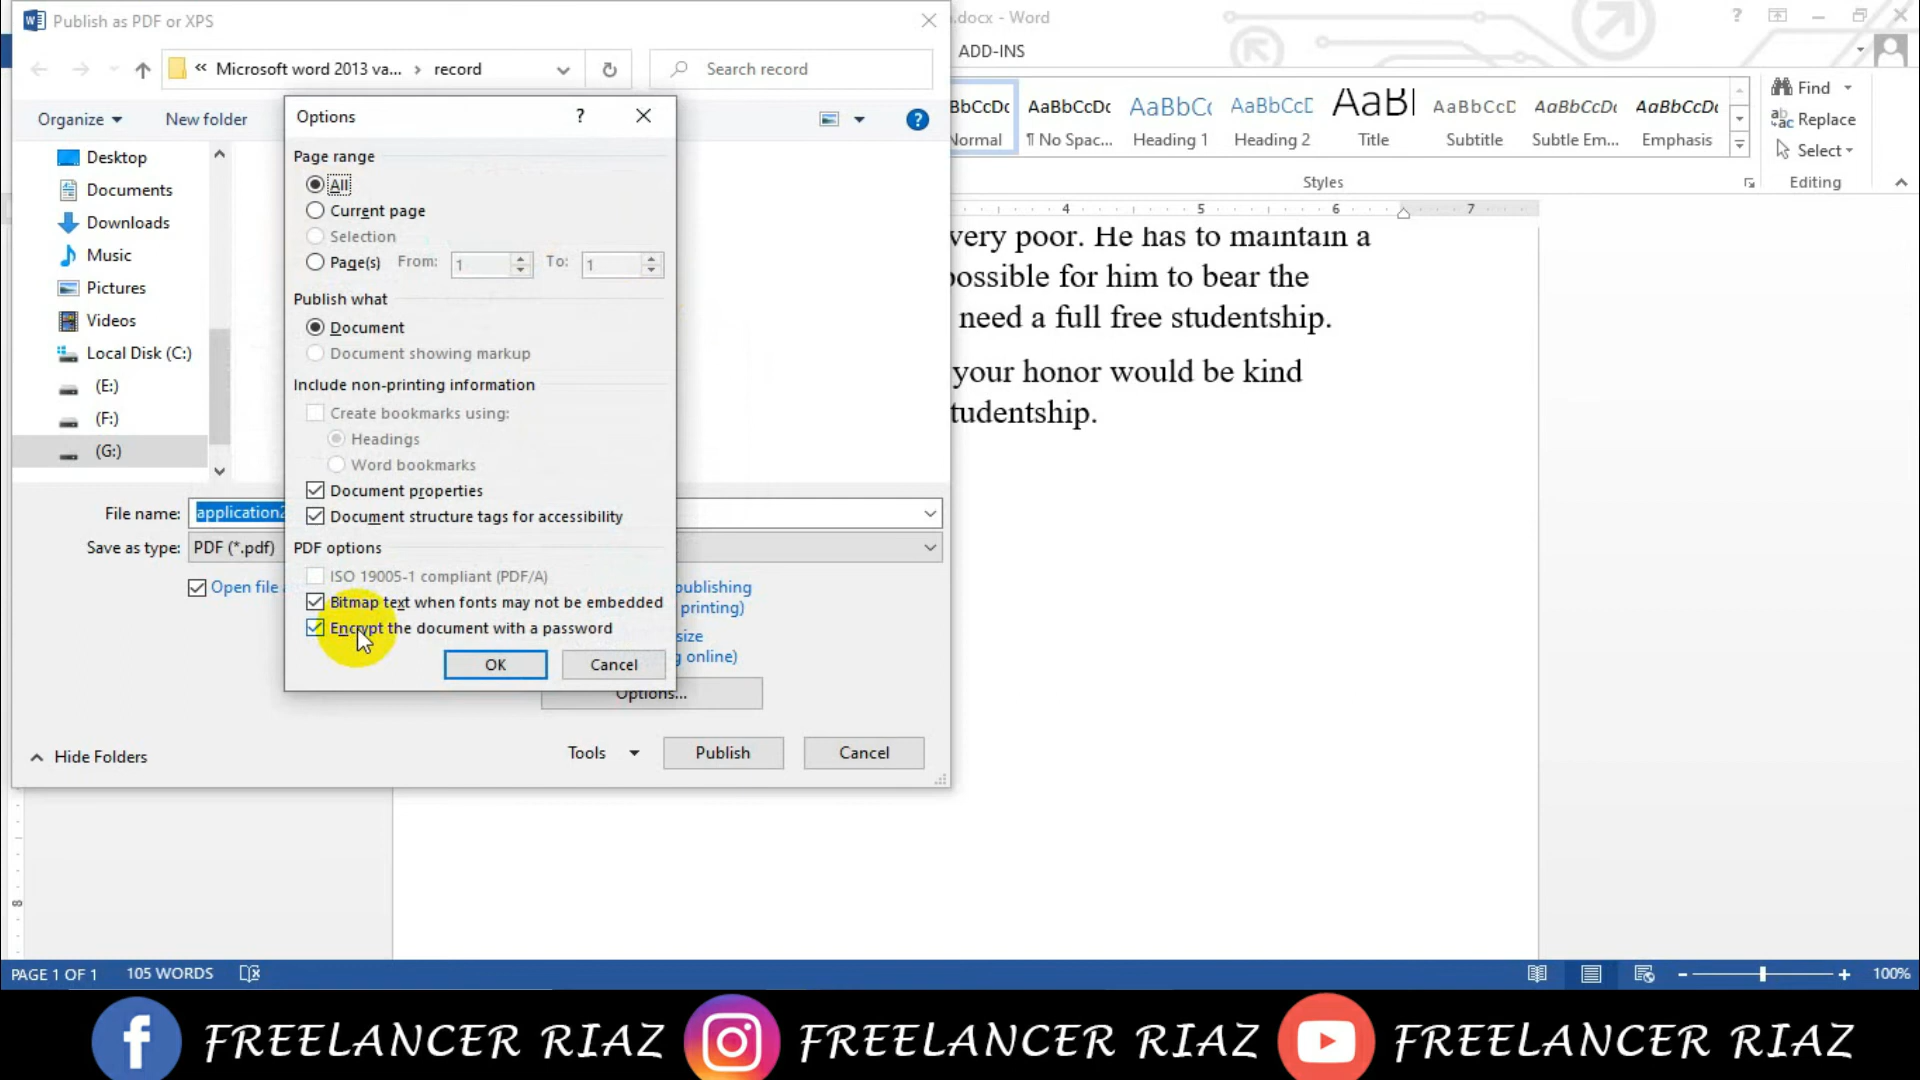 Publish as PDF or XPS
.docx - Word
?
ADD-INS
« Microsoft word 2013 va... › record
Search record
Organize
New folder
Desktop
Documents
Downloads
Music
Pictures
Videos
Local Disk (C:)
(E:)
(F:)
(G:)
Options
?
Page range
All
Current page
Selection
Page(s) From: 1 To: 1
Publish what
Document
Document showing markup
Include non-printing information
Create bookmarks using:
Headings
Word bookmarks
Document properties
Document structure tags for accessibility
PDF options
ISO 19005-1 compliant (PDF/A)
Bitmap text when fonts may not be embedded
Encrypt the document with a password
OK
Cancel
File name:
application2
Save as type:
PDF (*.pdf)
Open file
publishing
printing)
size
online)
Options...
Hide Folders
Tools
Publish
Cancel
BbCcDc
Normal
AaBbCcDc
¶ No Spac...
AaBbC(
Heading 1
AaBbCcE
Heading 2
AaBl
Title
AaBbCcD
Subtitle
AaBbCcDc
Subtle Em...
AaBbCcDc
Emphasis
Styles
Find
Replace
Select
Editing
4 5 6 7
very poor. He has to maintain a
possible for him to bear the
need a full free studentship.
your honor would be kind
tudentship.
8
PAGE 1 OF 1
105 WORDS
100%
FREELANCER RIAZ
FREELANCER RIAZ
FREELANCER RIAZ